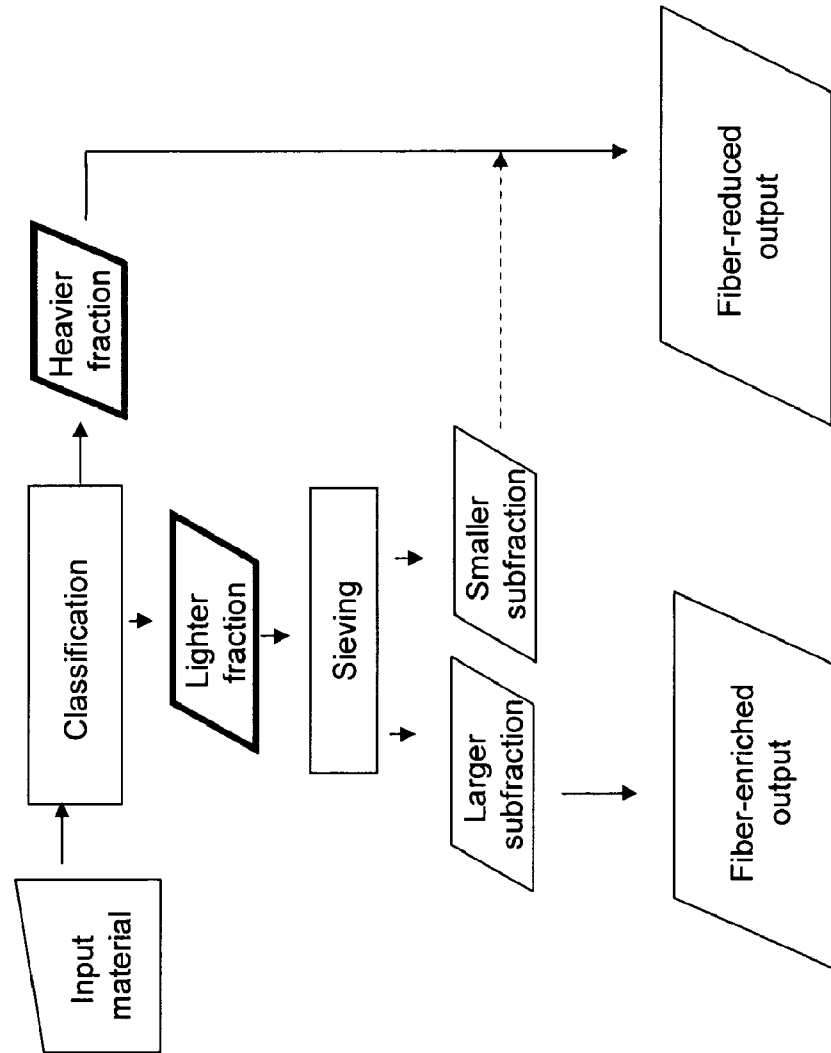 Input
material
Classification
Heavier
fraction
Lighter
fraction
Sieving
Larger
subfraction
Smaller
subfraction
Fiber-enriched
output
Fiber-reduced
output